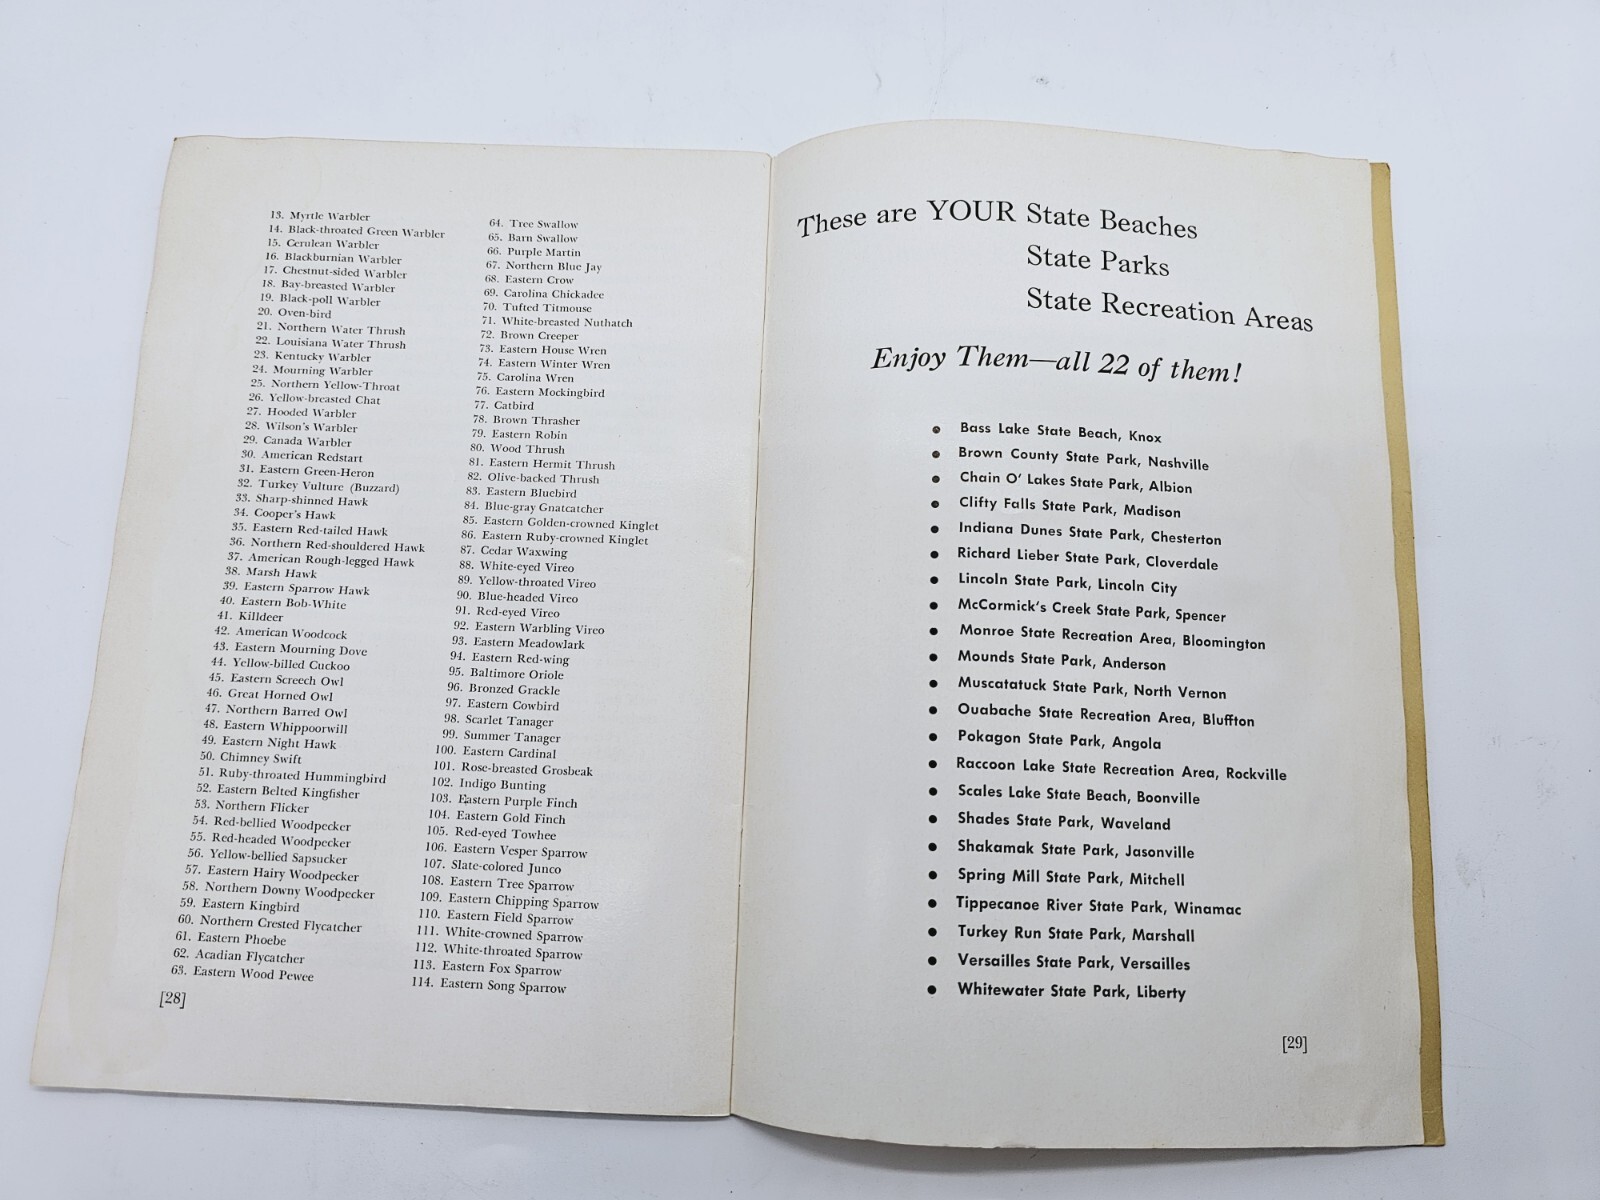 13. Myrtle Warbler
14. Black-throated Green Warbler
15. Cerulean Warbler
16. Blackburnian Warbler
17. Chestnut-sided Warbler
18. Bay-breasted Warbler
19. Black-poll Warbler
20. Oven-bird
21. Northern Water Thrush
22. Louisiana Water Thrush
23. Kentucky Warbler
24. Mourning Warbler
25. Northern Yellow-Throat
26. Yellow-breasted Chat
27. Hooded Warbler
28. Wilson's Warbler
29. Canada Warbler
30. American Redstart
31. Eastern Green-Heron
32. Turkey Vulture (Buzzard)
33. Sharp-shinned Hawk
34. Cooper's Hawk
35. Eastern Red-tailed Hawk
36. Northern Red-shouldered Hawk
37. American Rough-legged Hawk
38. Marsh Hawk
39. Eastern Sparrow Hawk
40. Eastern Bob-White
41. Killdeer
42. American Woodcock
43. Eastern Mourning Dove
44. Yellow-billed Cuckoo
45. Eastern Screech Owl
46. Great Horned Owl
47. Northern Barred Owl
48. Eastern Whippoorwill
49. Eastern Night Hawk
50. Chimney Swift
51. Ruby-throated Hummingbird
52. Eastern Belted Kingfisher
53. Northern Flicker
54. Red-bellied Woodpecker
55. Red-headed Woodpecker
56. Yellow-bellied Sapsucker
57. Eastern Hairy Woodpecker
58. Northern Downy Woodpecker
59. Eastern Kingbird
60. Northern Crested Flycatcher
61. Eastern Phoebe
62. Acadian Flycatcher
63. Eastern Wood Pewee
64. Tree Swallow
65. Barn Swallow
66. Purple Martin
67. Northern Blue Jay
68. Eastern Crow
69. Carolina Chickadee
70. Tufted Titmouse
71. White-breasted Nuthatch
72. Brown Creeper
73. Eastern House Wren
74. Eastern Winter Wren
75. Carolina Wren
76. Eastern Mockingbird
77. Catbird
78. Brown Thrasher
79. Eastern Robin
80. Wood Thrush
81. Eastern Hermit Thrush
82. Olive-backed Thrush
83. Eastern Bluebird
84. Blue-gray Gnatcatcher
85. Eastern Golden-crowned Kinglet
86. Eastern Ruby-crowned Kinglet
87. Cedar Waxwing
88. White-eyed Vireo
89. Yellow-throated Vireo
90. Blue-headed Vireo
91. Red-eyed Vireo
92. Eastern Warbling Vireo
93. Eastern Meadowlark
94. Eastern Red-wing
95. Baltimore Oriole
96. Bronzed Grackle
97. Eastern Cowbird
98. Scarlet Tanager
99. Summer Tanager
100. Eastern Cardinal
101. Rose-breasted Grosbeak
102. Indigo Bunting
103. Eastern Purple Finch
104. Eastern Gold Finch
105. Red-eyed Towhee
106. Eastern Vesper Sparrow
107. Slate-colored Junco
108. Eastern Tree Sparrow
109. Eastern Chipping Sparrow
110. Eastern Field Sparrow
111. White-crowned Sparrow
112. White-throated Sparrow
113. Eastern Fox Sparrow
114. Eastern Song Sparrow
[28]
These are YOUR State Beaches
State Parks
State Recreation Areas
Enjoy Them—all 22 of them!
• Bass Lake State Beach, Knox
• Brown County State Park, Nashville
• Chain O' Lakes State Park, Albion
• Clifty Falls State Park, Madison
• Indiana Dunes State Park, Chesterton
• Richard Lieber State Park, Cloverdale
• Lincoln State Park, Lincoln City
• McCormick's Creek State Park, Spencer
• Monroe State Recreation Area, Bloomington
• Mounds State Park, Anderson
• Muscatatuck State Park, North Vernon
• Ouabache State Recreation Area, Bluffton
• Pokagon State Park, Angola
• Raccoon Lake State Recreation Area, Rockville
• Scales Lake State Beach, Boonville
• Shades State Park, Waveland
• Shakamak State Park, Jasonville
• Spring Mill State Park, Mitchell
• Tippecanoe River State Park, Winamac
• Turkey Run State Park, Marshall
• Versailles State Park, Versailles
• Whitewater State Park, Liberty
[29]